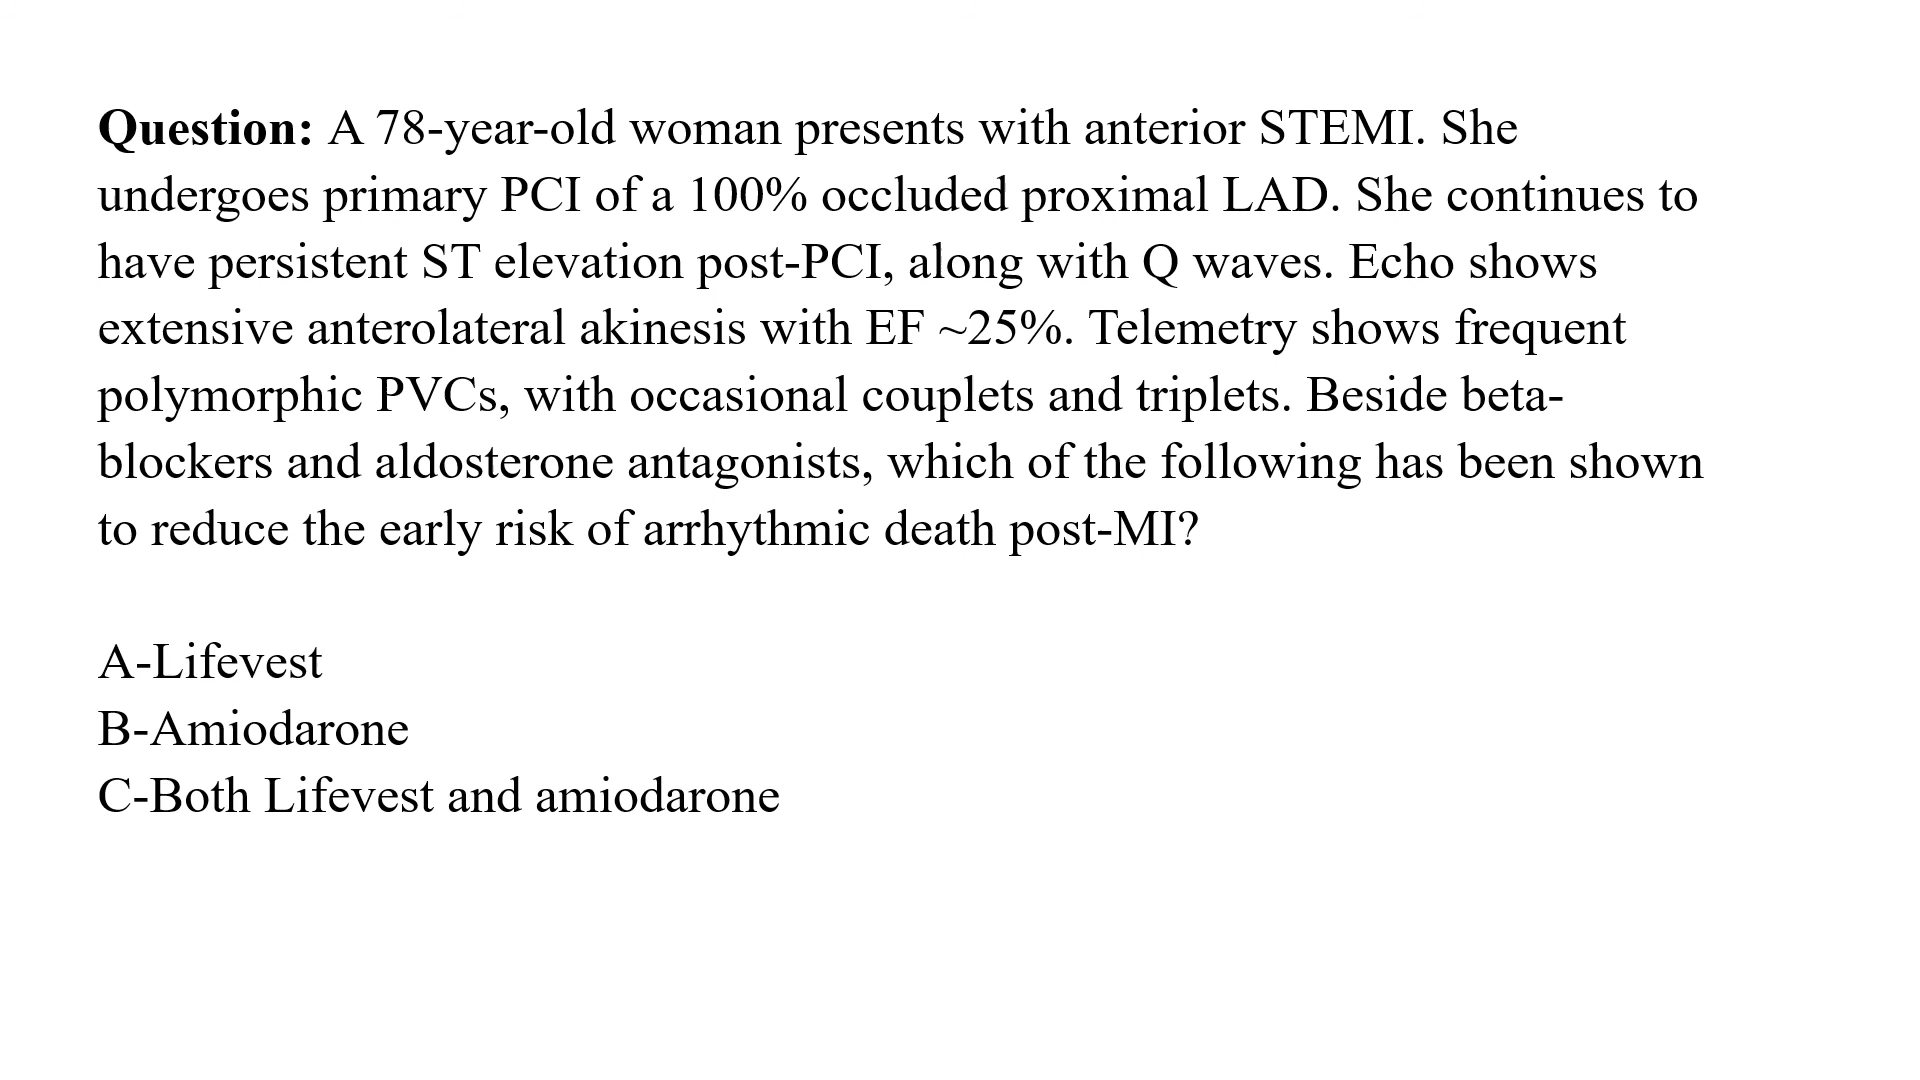 Question: A 78-year-old woman presents with anterior STEMI. She
undergoes primary PCI of a 100% occluded proximal LAD. She continues to
have persistent ST elevation post-PCI, along with Q waves. Echo shows
extensive anterolateral akinesis with EF ~25%. Telemetry shows frequent
polymorphic PVCs, with occasional couplets and triplets. Beside beta-
blockers and aldosterone antagonists, which of the following has been shown
to reduce the early risk of arrhythmic death post-MI?
A-Lifevest
B-Amiodarone
C-Both Lifevest and amiodarone